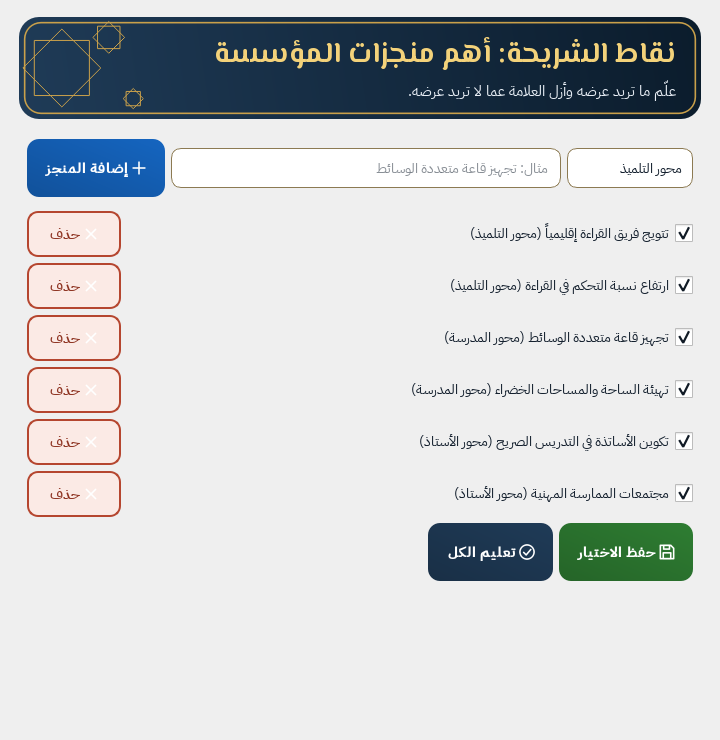 نقاط الشريحة: أهم منجزات المؤسسة
علّم ما تريد عرضه وأزل العلامة عما لا تريد عرضه.
محور التلميذ
مثال: تجهيز قاعة متعددة الوسائط
إضافة المنجز
تتويج فريق القراءة إقليمياً (محور التلميذ)
حذف
ارتفاع نسبة التحكم في القراءة (محور التلميذ)
حذف
تجهيز قاعة متعددة الوسائط (محور المدرسة)
حذف
تهيئة الساحة والمساحات الخضراء (محور المدرسة)
حذف
تكوين الأساتذة في التدريس الصريح (محور الأستاذ)
حذف
مجتمعات الممارسة المهنية (محور الأستاذ)
حذف
حفظ الاختيار
تعليم الكل